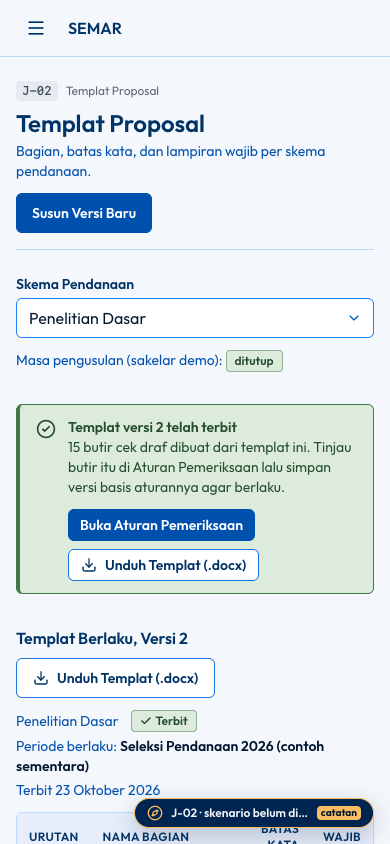 SEMAR
J-02 Templat Proposal
Templat Proposal
Bagian, batas kata, dan lampiran wajib per skema
pendanaan.
Susun Versi Baru
Skema Pendanaan
Penelitian Dasar
Masa pengusulan (sakelar demo): ditutup
Templat versi 2 telah terbit
15 butir cek draf dibuat dari templat ini. Tinjau
butir itu di Aturan Pemeriksaan lalu simpan
versi basis aturannya agar berlaku.
Buka Aturan Pemeriksaan
Unduh Templat (.docx)
Templat Berlaku, Versi 2
Unduh Templat (.docx)
Penelitian Dasar Terbit
Periode berlaku: Seleksi Pendanaan 2026 (contoh
sementara)
Terbit 23 Oktober 2026
J-02 · skenario belum di... catatan
URUTAN NAMA BAGIAN BATAS KATA WAJIB